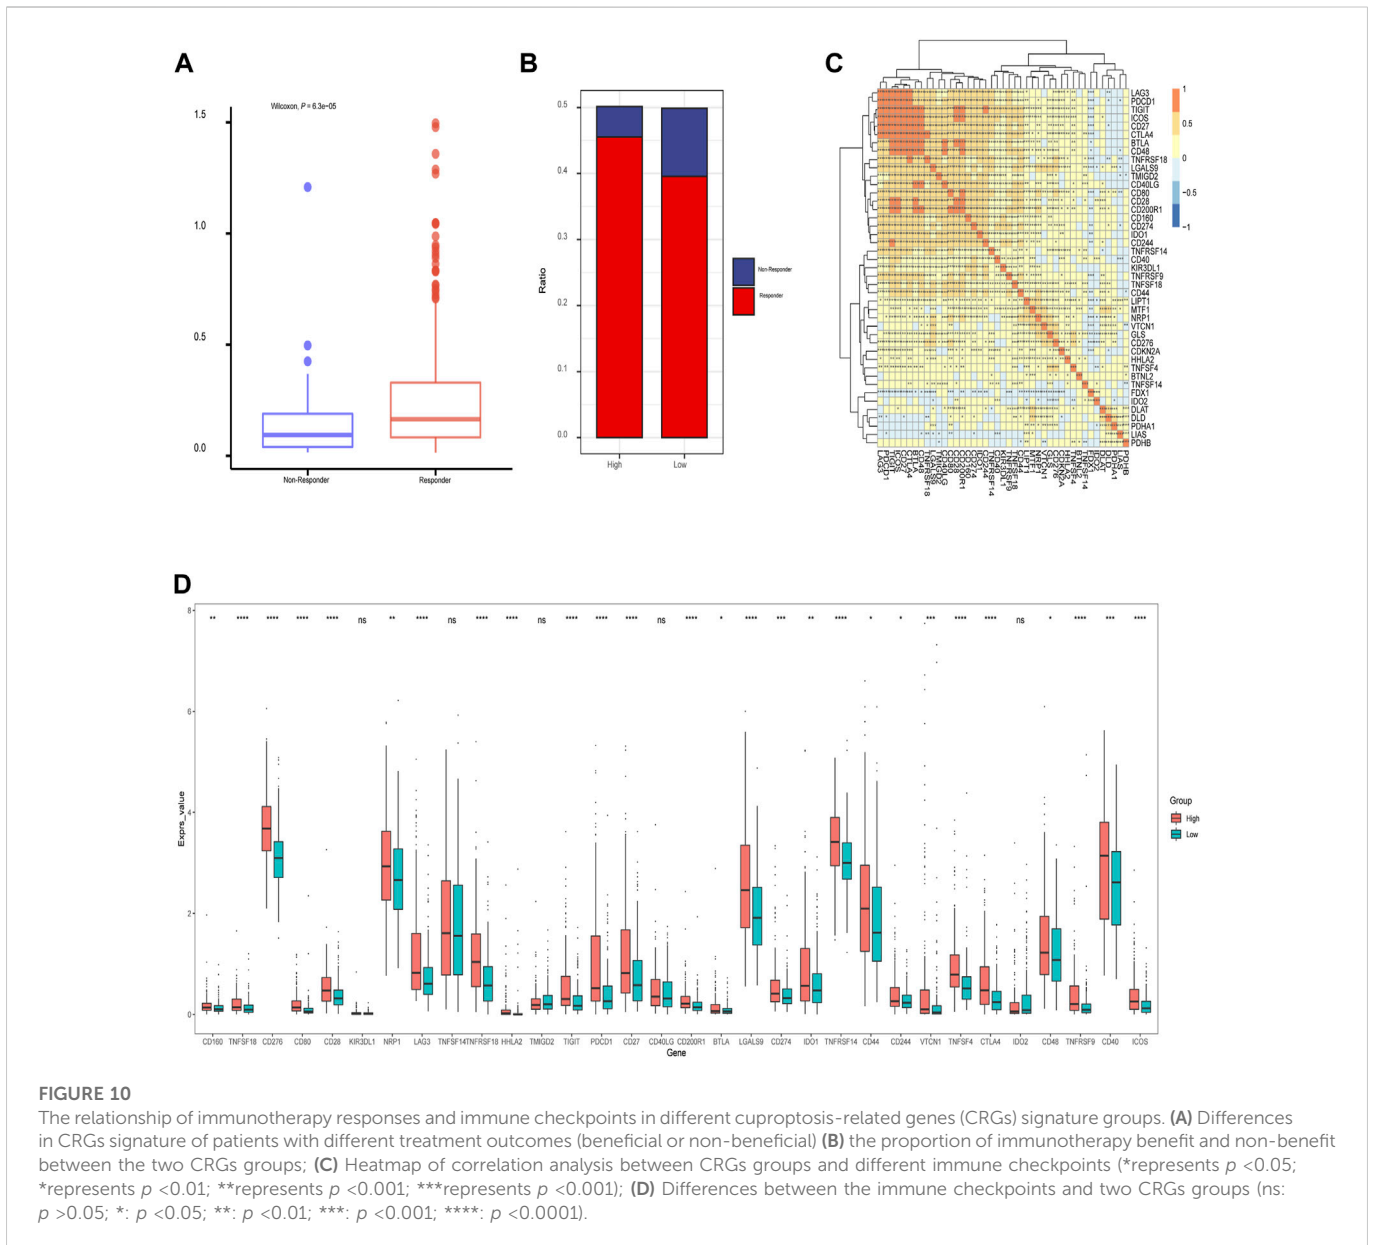 A
Wilcoxon, P = 6.3e−05
1.5
1.0
0.5
0.0
Non-Responder
Responder
B
0.5
0.4
0.3
0.2
0.1
0.0
Ratio
High
Low
Non-Responder
Responder
C
LAG3
PDCD1
TIGIT
ICOS
CD27
CTLA4
BTLA
CD48
TNFRSF18
LGALS9
TMIGD2
CD40LG
CD80
CD28
CD200R1
CD160
CD274
IDO1
CD244
TNFRSF14
CD40
KIR3DL1
TNFRSF9
TNFSF18
CD44
LIPT1
MTF1
NRP1
VTCN1
GLS
CD276
CDKN2A
HHLA2
TNFSF4
BTNL2
TNFSF14
FDX1
IDO2
DLAT
DLD
PDHA1
LIAS
PDHB
1
0.5
0
−0.5
−1
D
** **** **** **** **** ns ** **** ns **** **** ns **** **** **** ns **** * **** *** ** **** * * *** **** **** ns * **** *** ****
8
6
4
2
0
Exprs_value
CD160 TNFSF18 CD276 CD80 CD28 KIR3DL1 NRP1 LAG3 TNFSF14 TNFRSF18 HHLA2 TMIGD2 TIGIT PDCD1 CD27 CD40LG CD200R1 BTLA LGALS9 CD274 IDO1 TNFRSF14 CD44 CD244 VTCN1 TNFSF4 CTLA4 IDO2 CD48 TNFRSF9 CD40 ICOS
Gene
Group
High
Low
FIGURE 10
The relationship of immunotherapy responses and immune checkpoints in different cuproptosis-related genes (CRGs) signature groups. (A) Differences
in CRGs signature of patients with different treatment outcomes (beneficial or non-beneficial) (B) the proportion of immunotherapy benefit and non-benefit
between the two CRGs groups; (C) Heatmap of correlation analysis between CRGs groups and different immune checkpoints (*represents p <0.05;
*represents p <0.01; **represents p <0.001; ***represents p <0.001); (D) Differences between the immune checkpoints and two CRGs groups (ns:
p >0.05; *: p <0.05; **: p <0.01; ***: p <0.001; ****: p <0.0001).